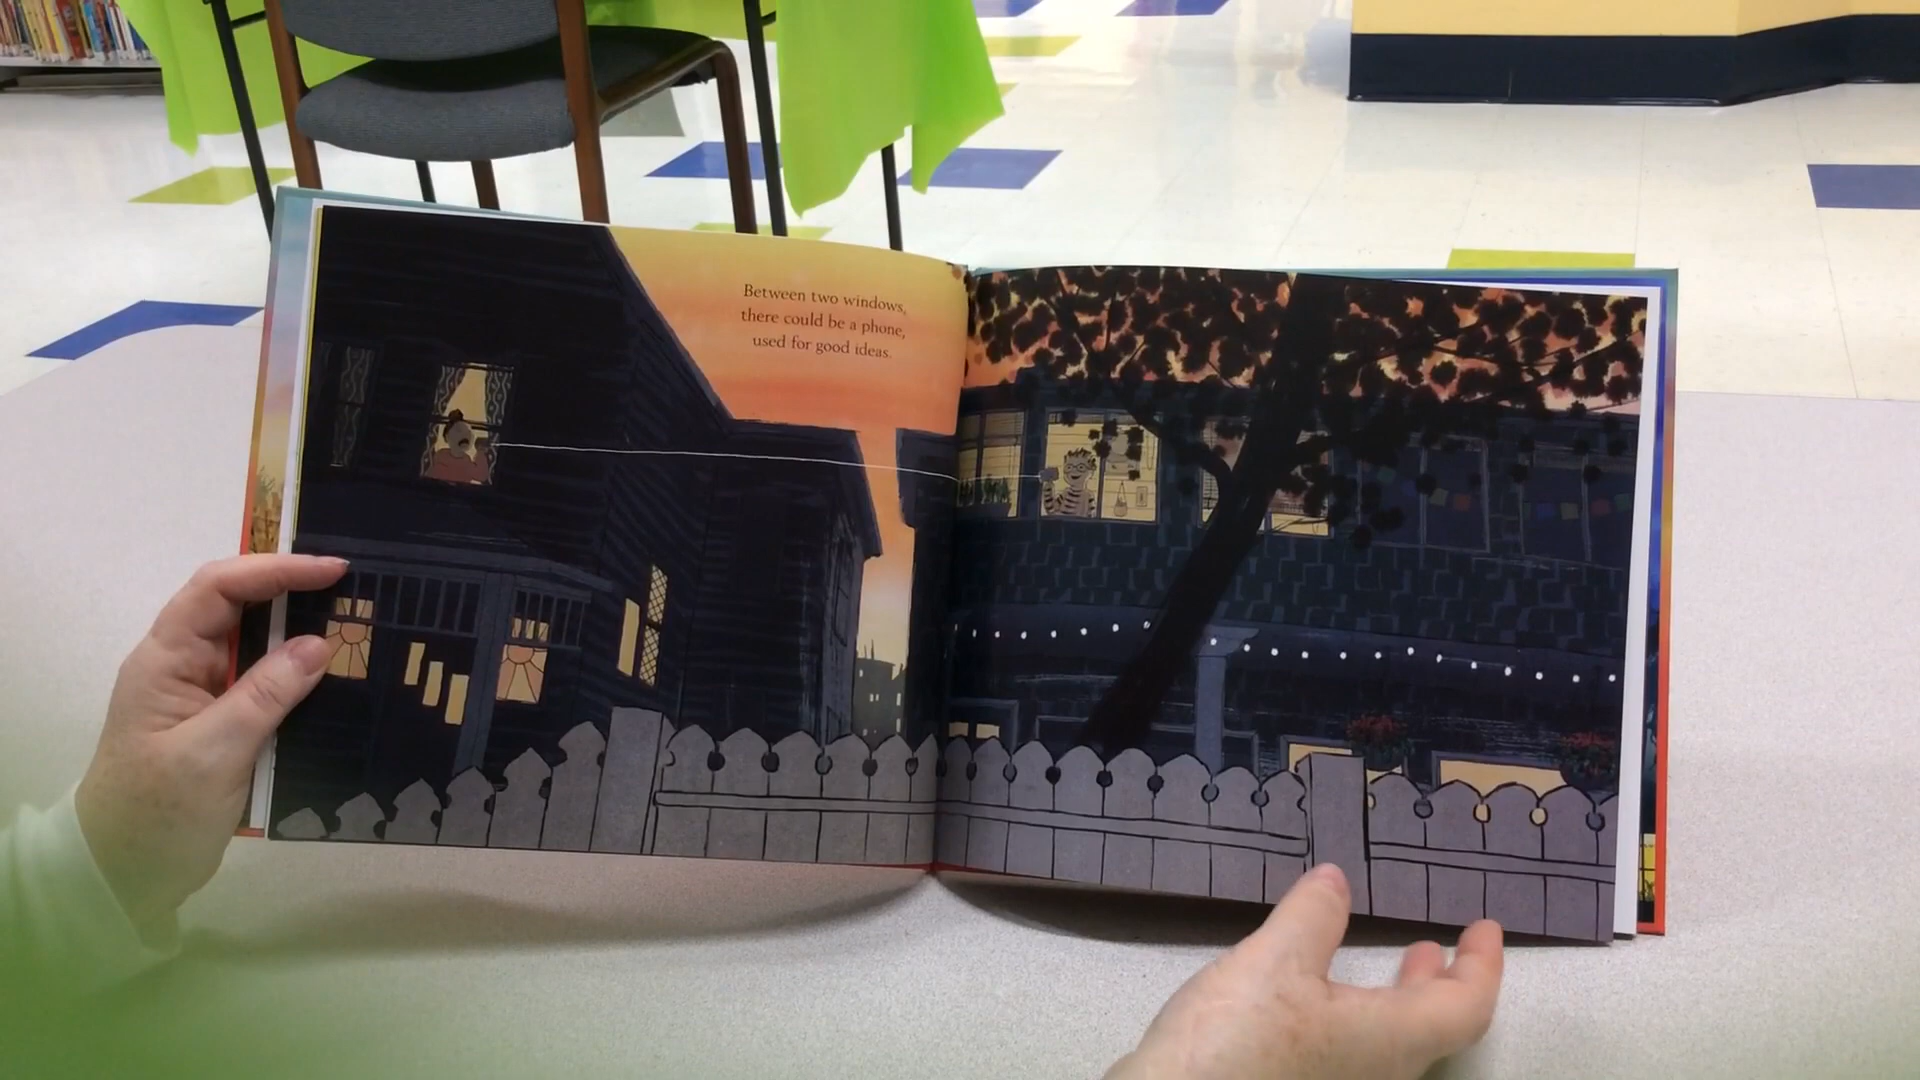 Between two windows,
there could be a phone,
used for good ideas.